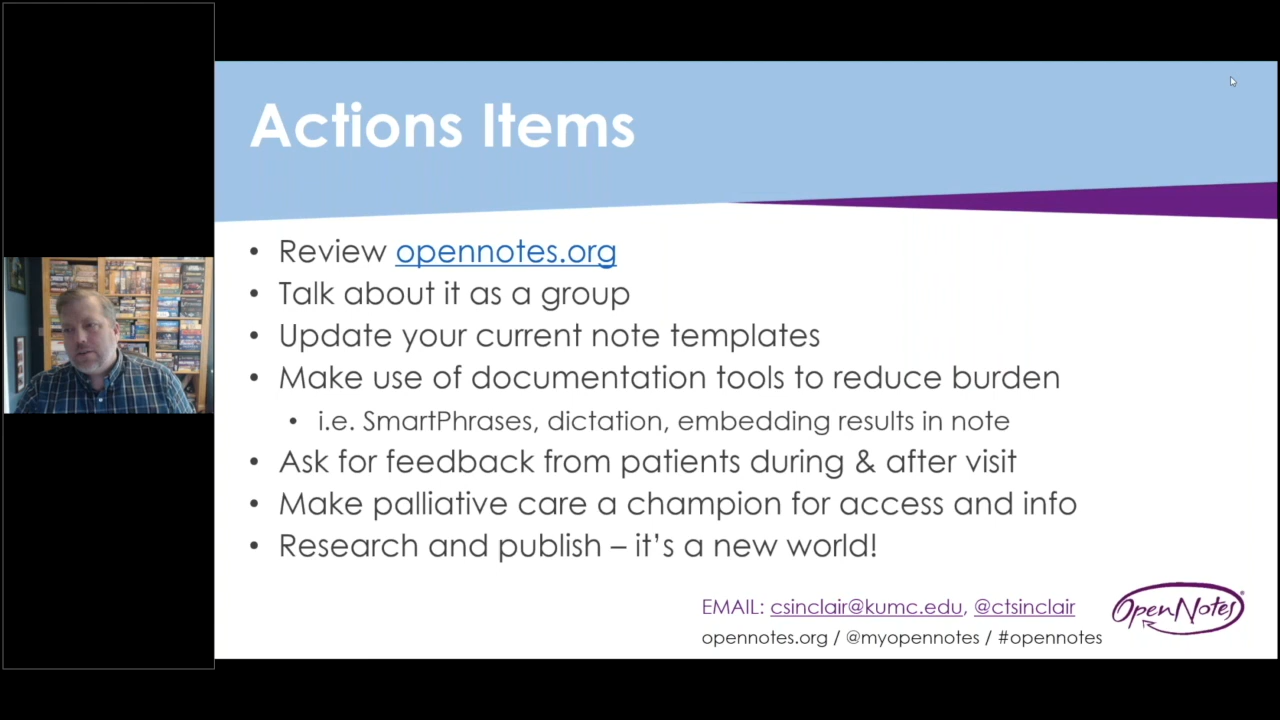 Actions Items
• Review opennotes.org
• Talk about it as a group
• Update your current note templates
• Make use of documentation tools to reduce burden
• i.e. SmartPhrases, dictation, embedding results in note
• Ask for feedback from patients during & after visit
• Make palliative care a champion for access and info
• Research and publish – it's a new world!
EMAIL: csinclair@kumc.edu, @ctsinclair
opennotes.org / @myopennotes / #opennotes
OpenNotes